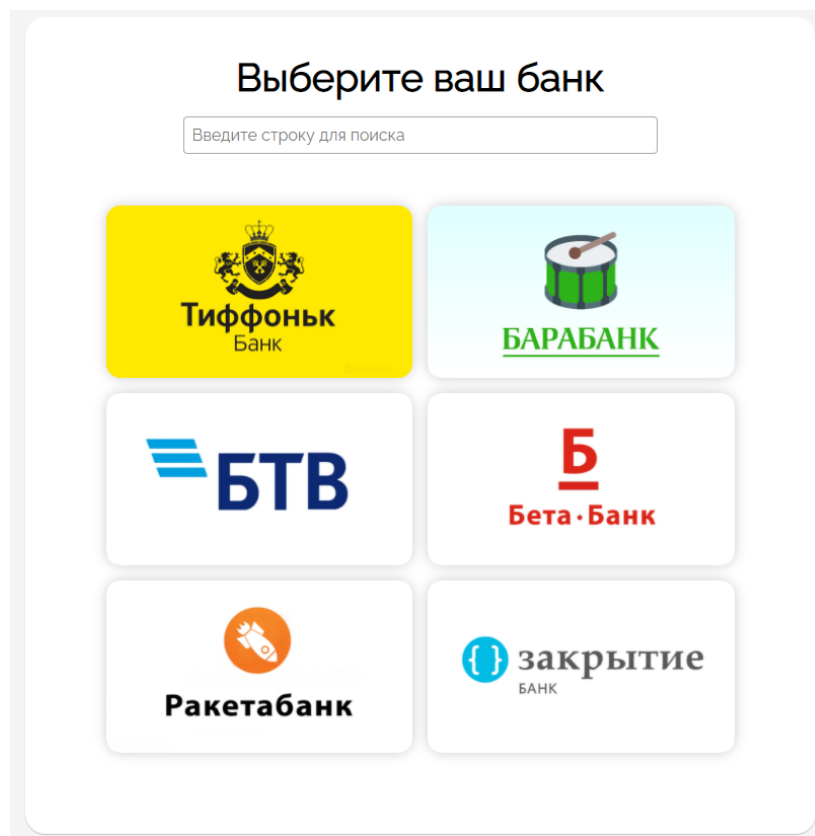 Выберите ваш банк
Введите строку для поиска
Тиффоньк
Банк
БАРАБАНК
БТВ
Б
Бета·Банк
Ракетабанк
{} закрытие
БАНК